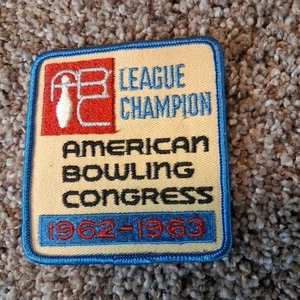 ABC
LEAGUE
CHAMPION
AMERICAN
BOWLING
CONGRESS
1962-1963